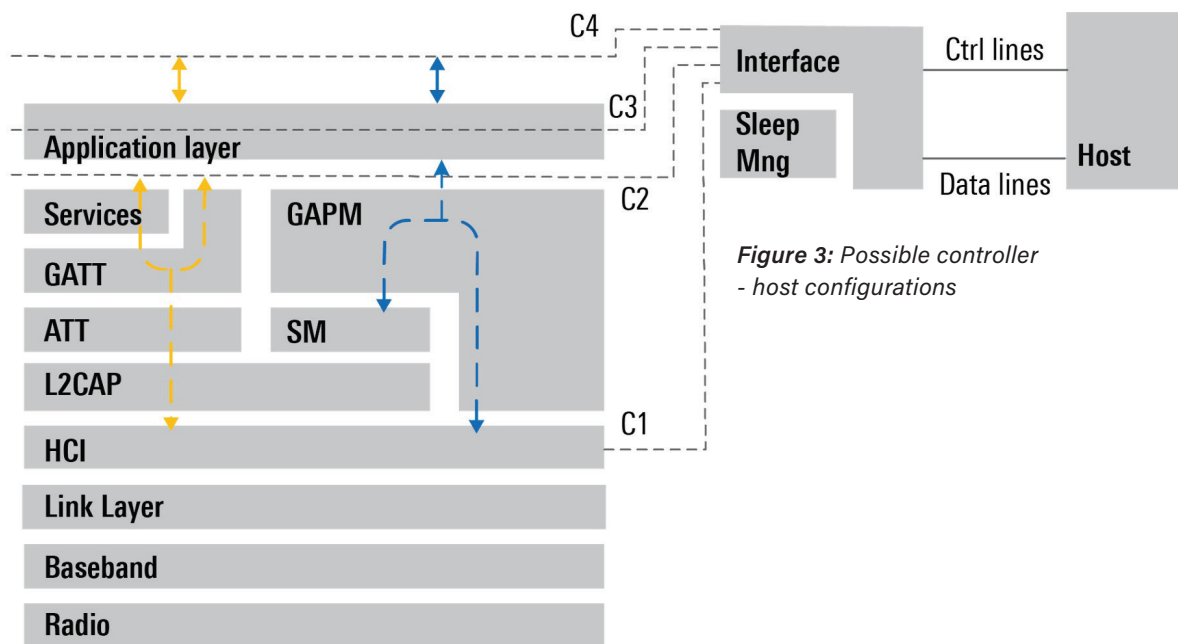 C4
Interface
Ctrl lines
C3
Sleep
Mng
Host
Application layer
Data lines
C2
Services
GAPM
Figure 3: Possible controller
- host configurations
GATT
ATT
SM
L2CAP
C1
HCI
Link Layer
Baseband
Radio